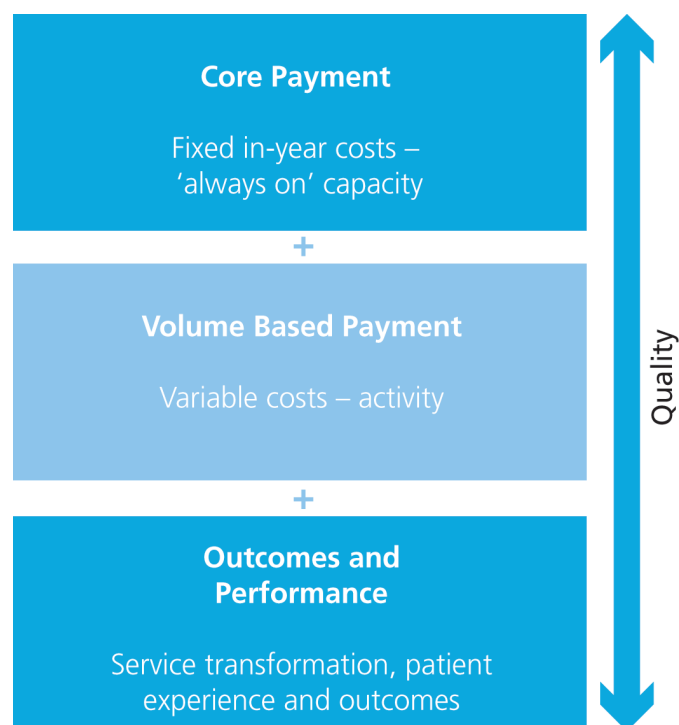 Core Payment
Fixed in-year costs –
‘always on’ capacity
+
Volume Based Payment
Variable costs – activity
+
Outcomes and
Performance
Service transformation, patient
experience and outcomes
Quality